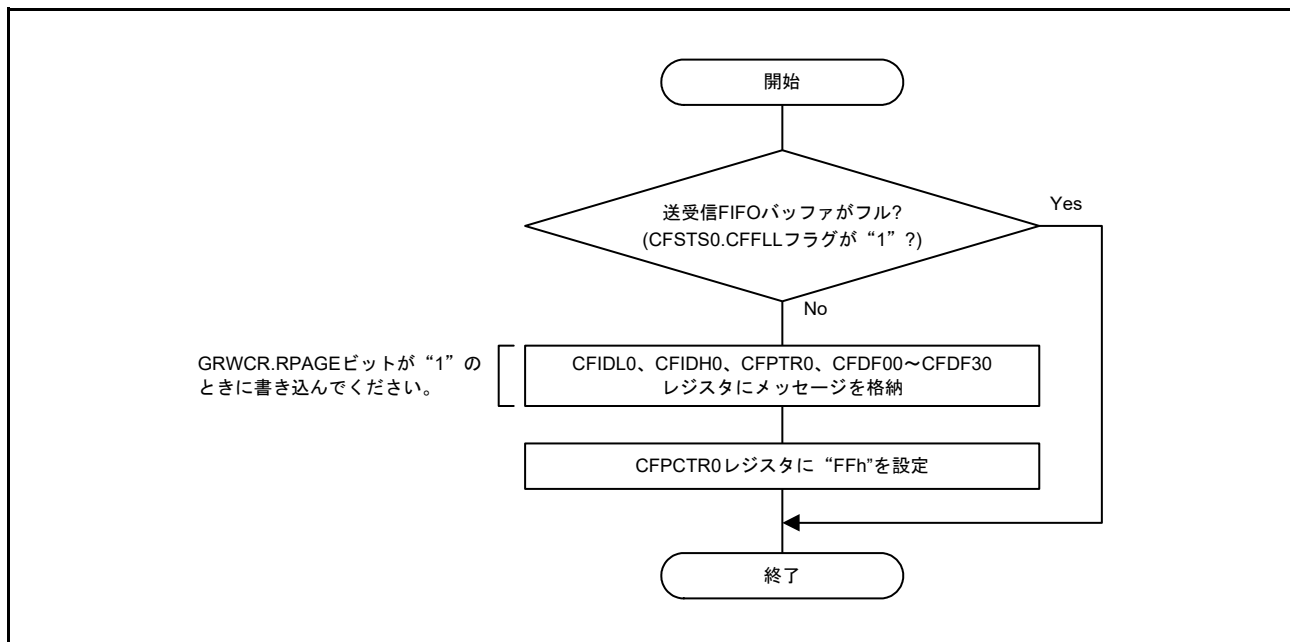 開始
送受信FIFOバッファがフル?
(CFSTS0.CFFLLフラグが“1”?)
Yes
No
GRWCR.RPAGEビットが“1”の
ときに書き込んでください。
CFIDL0、CFIDH0、CFPTR0、CFDF00～CFDF30
レジスタにメッセージを格納
CFPCTR0レジスタに“FFh”を設定
終了